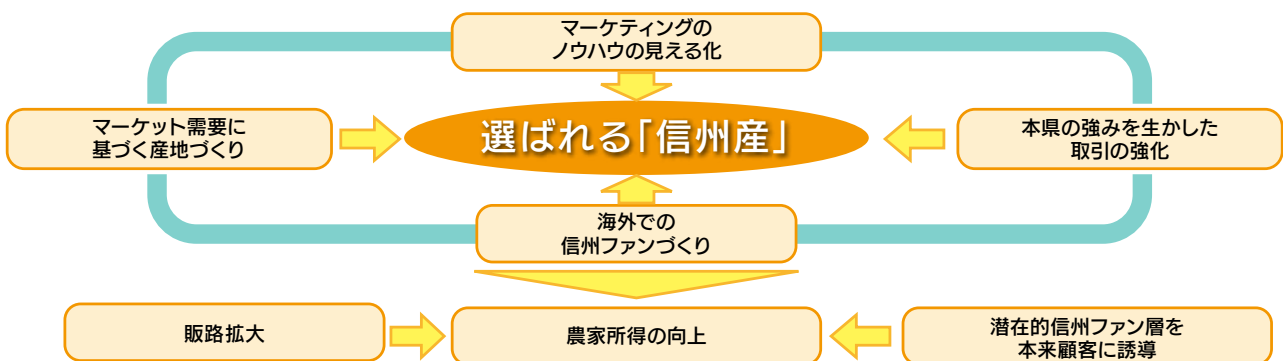 マーケティングの
ノウハウの見える化
マーケット需要に
基づく産地づくり
選ばれる「信州産」
本県の強みを生かした
取引の強化
海外での
信州ファンづくり
販路拡大
農家所得の向上
潜在的信州ファン層を
本来顧客に誘導